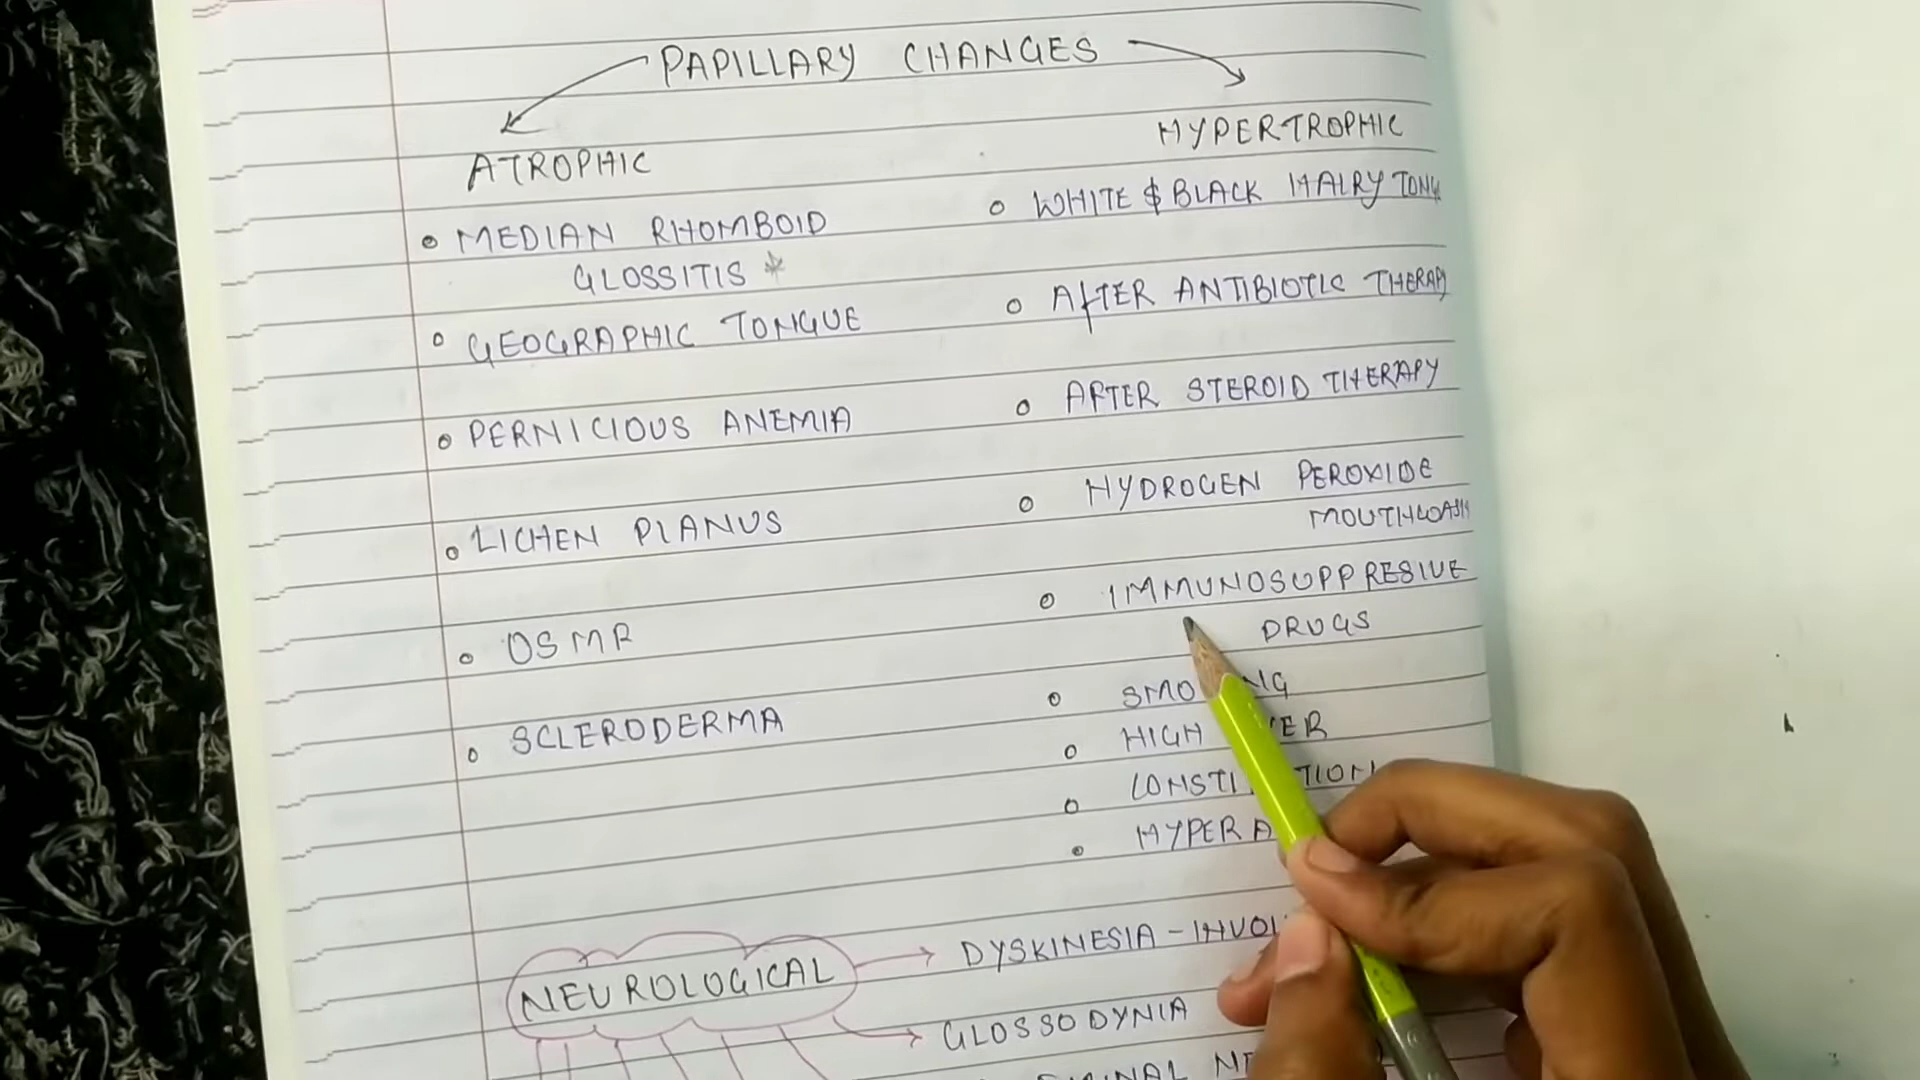 PAPILLARY CHANGES
ATROPHIC
MEDIAN RHOMBOID
GLOSSITIS *
GEOGRAPHIC TONGUE
PERNICIOUS ANEMIA
LICHEN PLANUS
OSMF
SCLERODERMA
HYPERTROPHIC
WHITE & BLACK HAIRY
AFTER ANTIBIOTIC THERAPY
AFTER STEROID THERAPY
HYDROGEN PEROXIDE
MOUTHWASH
IMMUNOSUPPRESIVE
DRUGS
HIGH
NEUROLOGICAL
DYSKINESIA -
GLOSSODYNIA